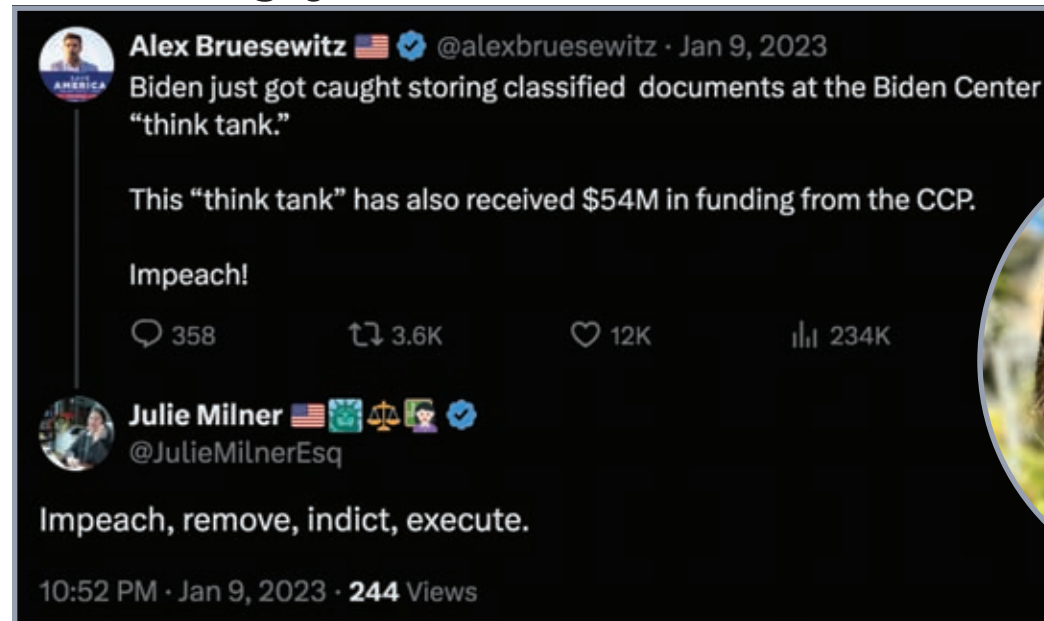 Alex Bruesewitz 🇺🇸 @alexbruesewitz · Jan 9, 2023
Biden just got caught storing classified documents at the Biden Center
“think tank.”
This “think tank” has also received $54M in funding from the CCP.
Impeach!
358 3.6K 12K 234K
Julie Milner 🇺🇸🗽⚖️👩🏻‍🏫
@JulieMilnerEsq
Impeach, remove, indict, execute.
10:52 PM · Jan 9, 2023 · 244 Views